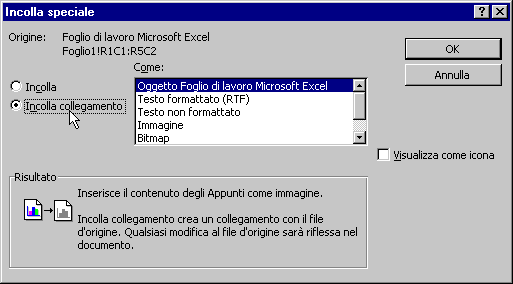 Incolla speciale
Origine: Foglio di lavoro Microsoft Excel
Foglio1!R1C1:R5C2
Come:
Incolla
Incolla collegamento
Oggetto Foglio di lavoro Microsoft Excel
Testo formattato (RTF)
Testo non formattato
Immagine
Bitmap
OK
Annulla
Visualizza come icona
Risultato
Inserisce il contenuto degli Appunti come immagine.
Incolla collegamento crea un collegamento con il file
d'origine. Qualsiasi modifica al file d'origine sarà riflessa nel
documento.